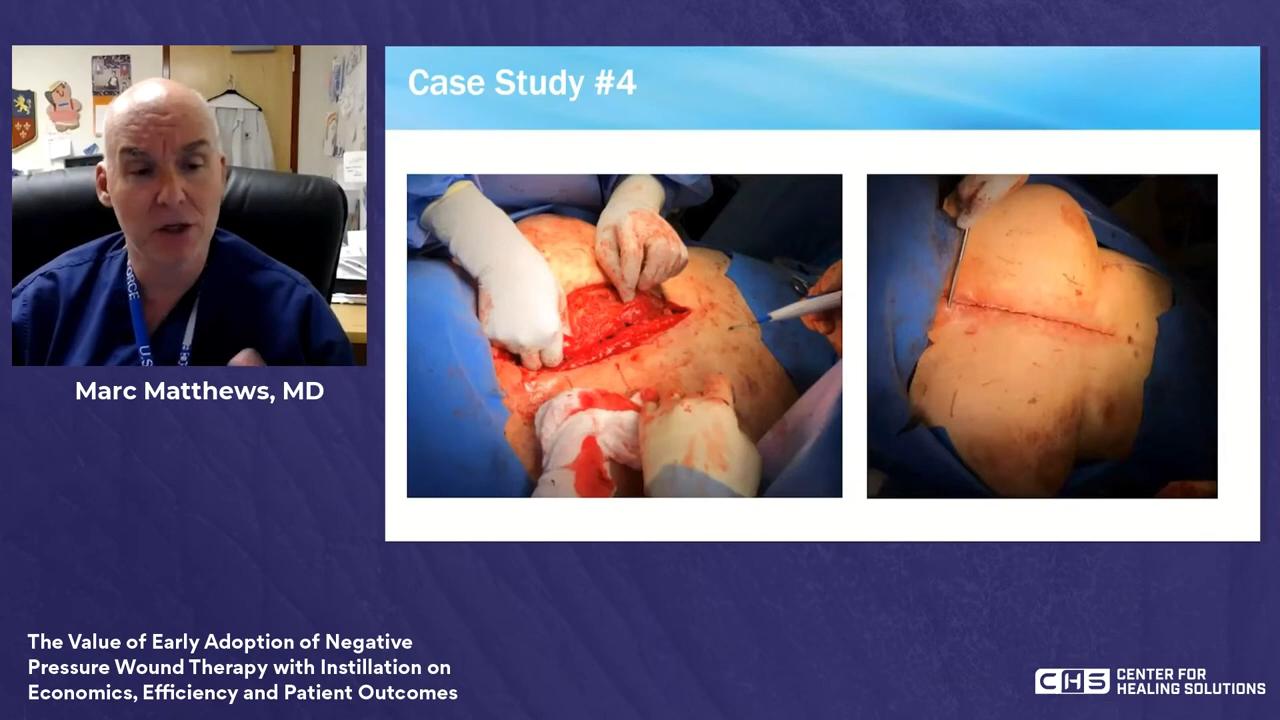 Case Study #4
ORCE
U.S
Marc Matthews, MD
The Value of Early Adoption of Negative
Pressure Wound Therapy with Instillation on
Economics, Efficiency and Patient Outcomes
CHS
CENTER FOR
HEALING SOLUTIONS